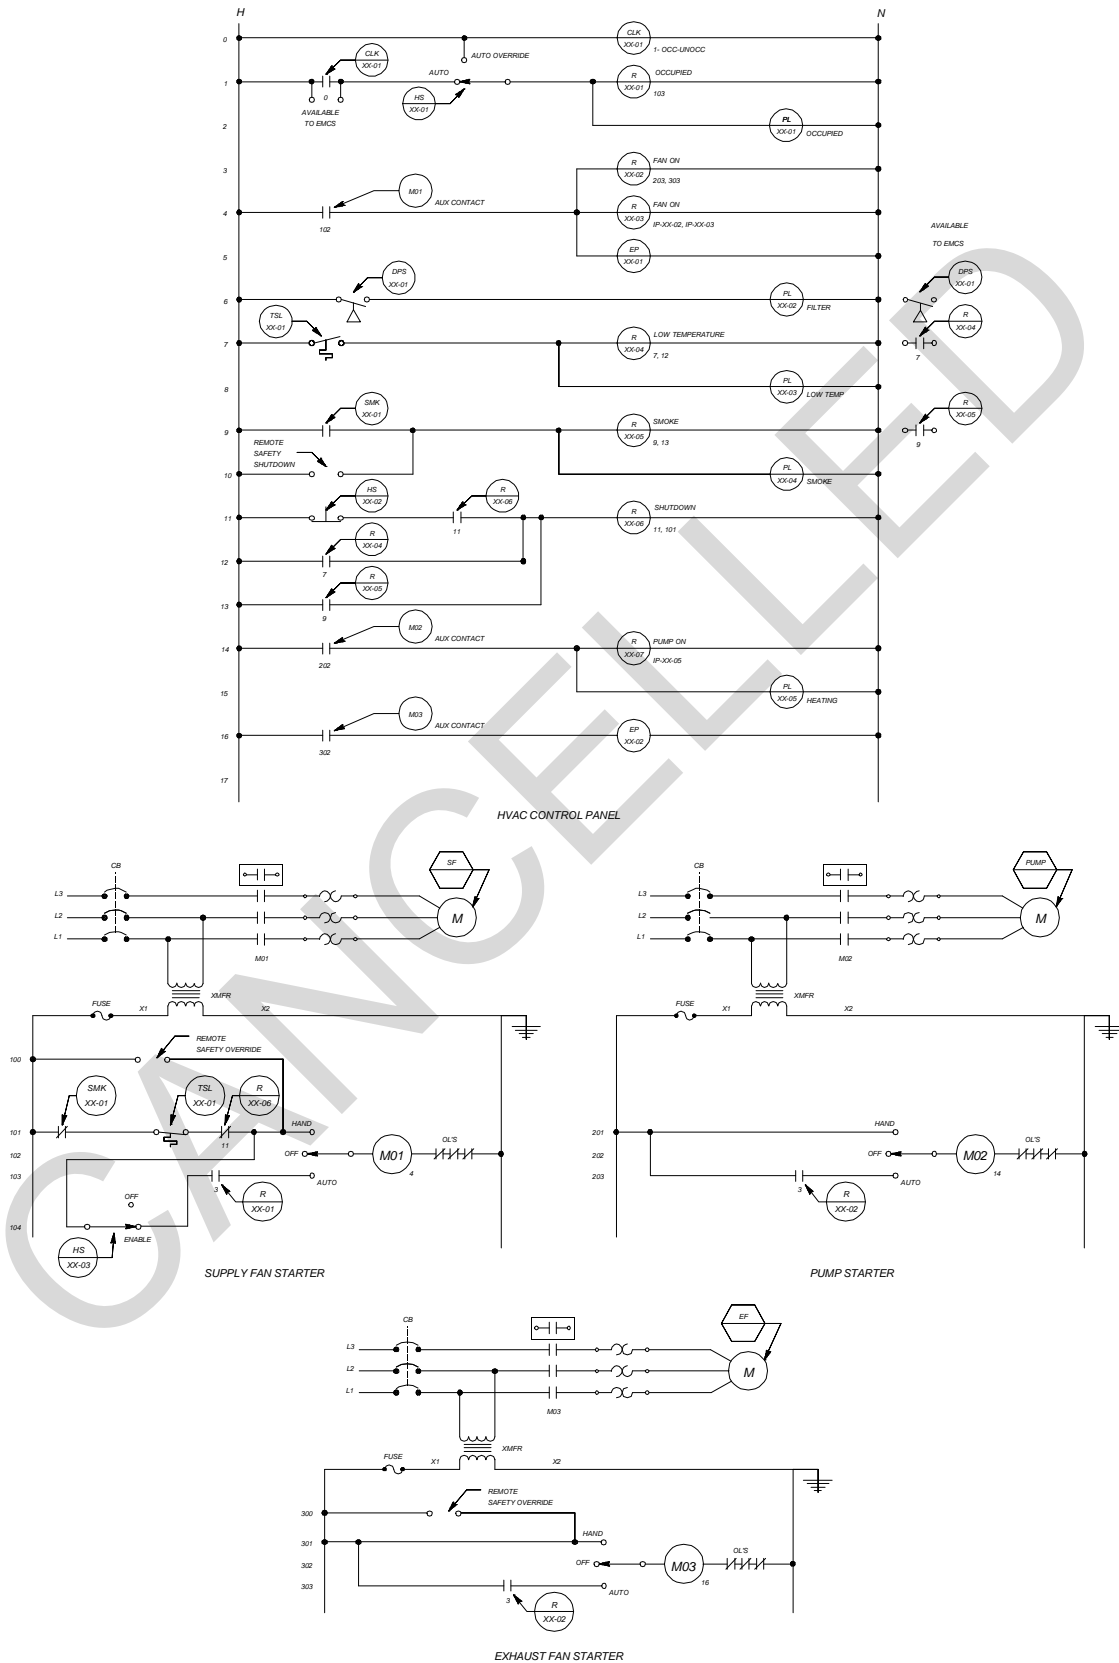 H
N
0
CLK
XX-01
1- OCC-UNOCC
AUTO OVERRIDE
CLK
XX-01
1
0
AUTO
HS
XX-01
R
XX-01
OCCUPIED
103
AVAILABLE
TO EMCS
2
PL
XX-01
OCCUPIED
3
R
XX-02
FAN ON
203, 303
M01
AUX CONTACT
4
102
R
XX-03
FAN ON
IP-XX-02, IP-XX-03
5
EP
XX-01
AVAILABLE
TO EMCS
DPS
XX-01
6
PL
XX-02
FILTER
DPS
XX-01
TSL
XX-01
7
R
XX-04
LOW TEMPERATURE
7, 12
R
XX-04
7
8
PL
XX-03
LOW TEMP
SMK
XX-01
9
R
XX-05
SMOKE
9, 13
R
XX-05
9
REMOTE
SAFETY
SHUTDOWN
10
PL
XX-04
SMOKE
HS
XX-02
R
XX-06
11
11
R
XX-06
SHUTDOWN
11, 101
R
XX-04
12
7
R
XX-05
13
9
M02
AUX CONTACT
14
202
R
XX-07
PUMP ON
IP-XX-05
15
PL
XX-05
HEATING
M03
AUX CONTACT
16
302
EP
XX-02
17
HVAC CONTROL PANEL
CANCELLED
CB
SF
L3
L2
L1
M
M01
XMFR
FUSE
X1
X2
100
REMOTE
SAFETY OVERRIDE
SMK
XX-01
TSL
XX-01
R
XX-06
101
11
HAND
102
OFF
M01
4
OL'S
103
3
AUTO
R
XX-01
OFF
104
ENABLE
HS
XX-03
SUPPLY FAN STARTER
CB
PUMP
L3
L2
L1
M
M02
XMFR
FUSE
X1
X2
201
HAND
202
OFF
M02
14
OL'S
203
3
AUTO
R
XX-02
PUMP STARTER
CB
EF
L3
L2
L1
M
M03
XMFR
FUSE
X1
X2
300
REMOTE
SAFETY OVERRIDE
301
HAND
302
OFF
M03
16
OL'S
303
3
AUTO
R
XX-02
EXHAUST FAN STARTER